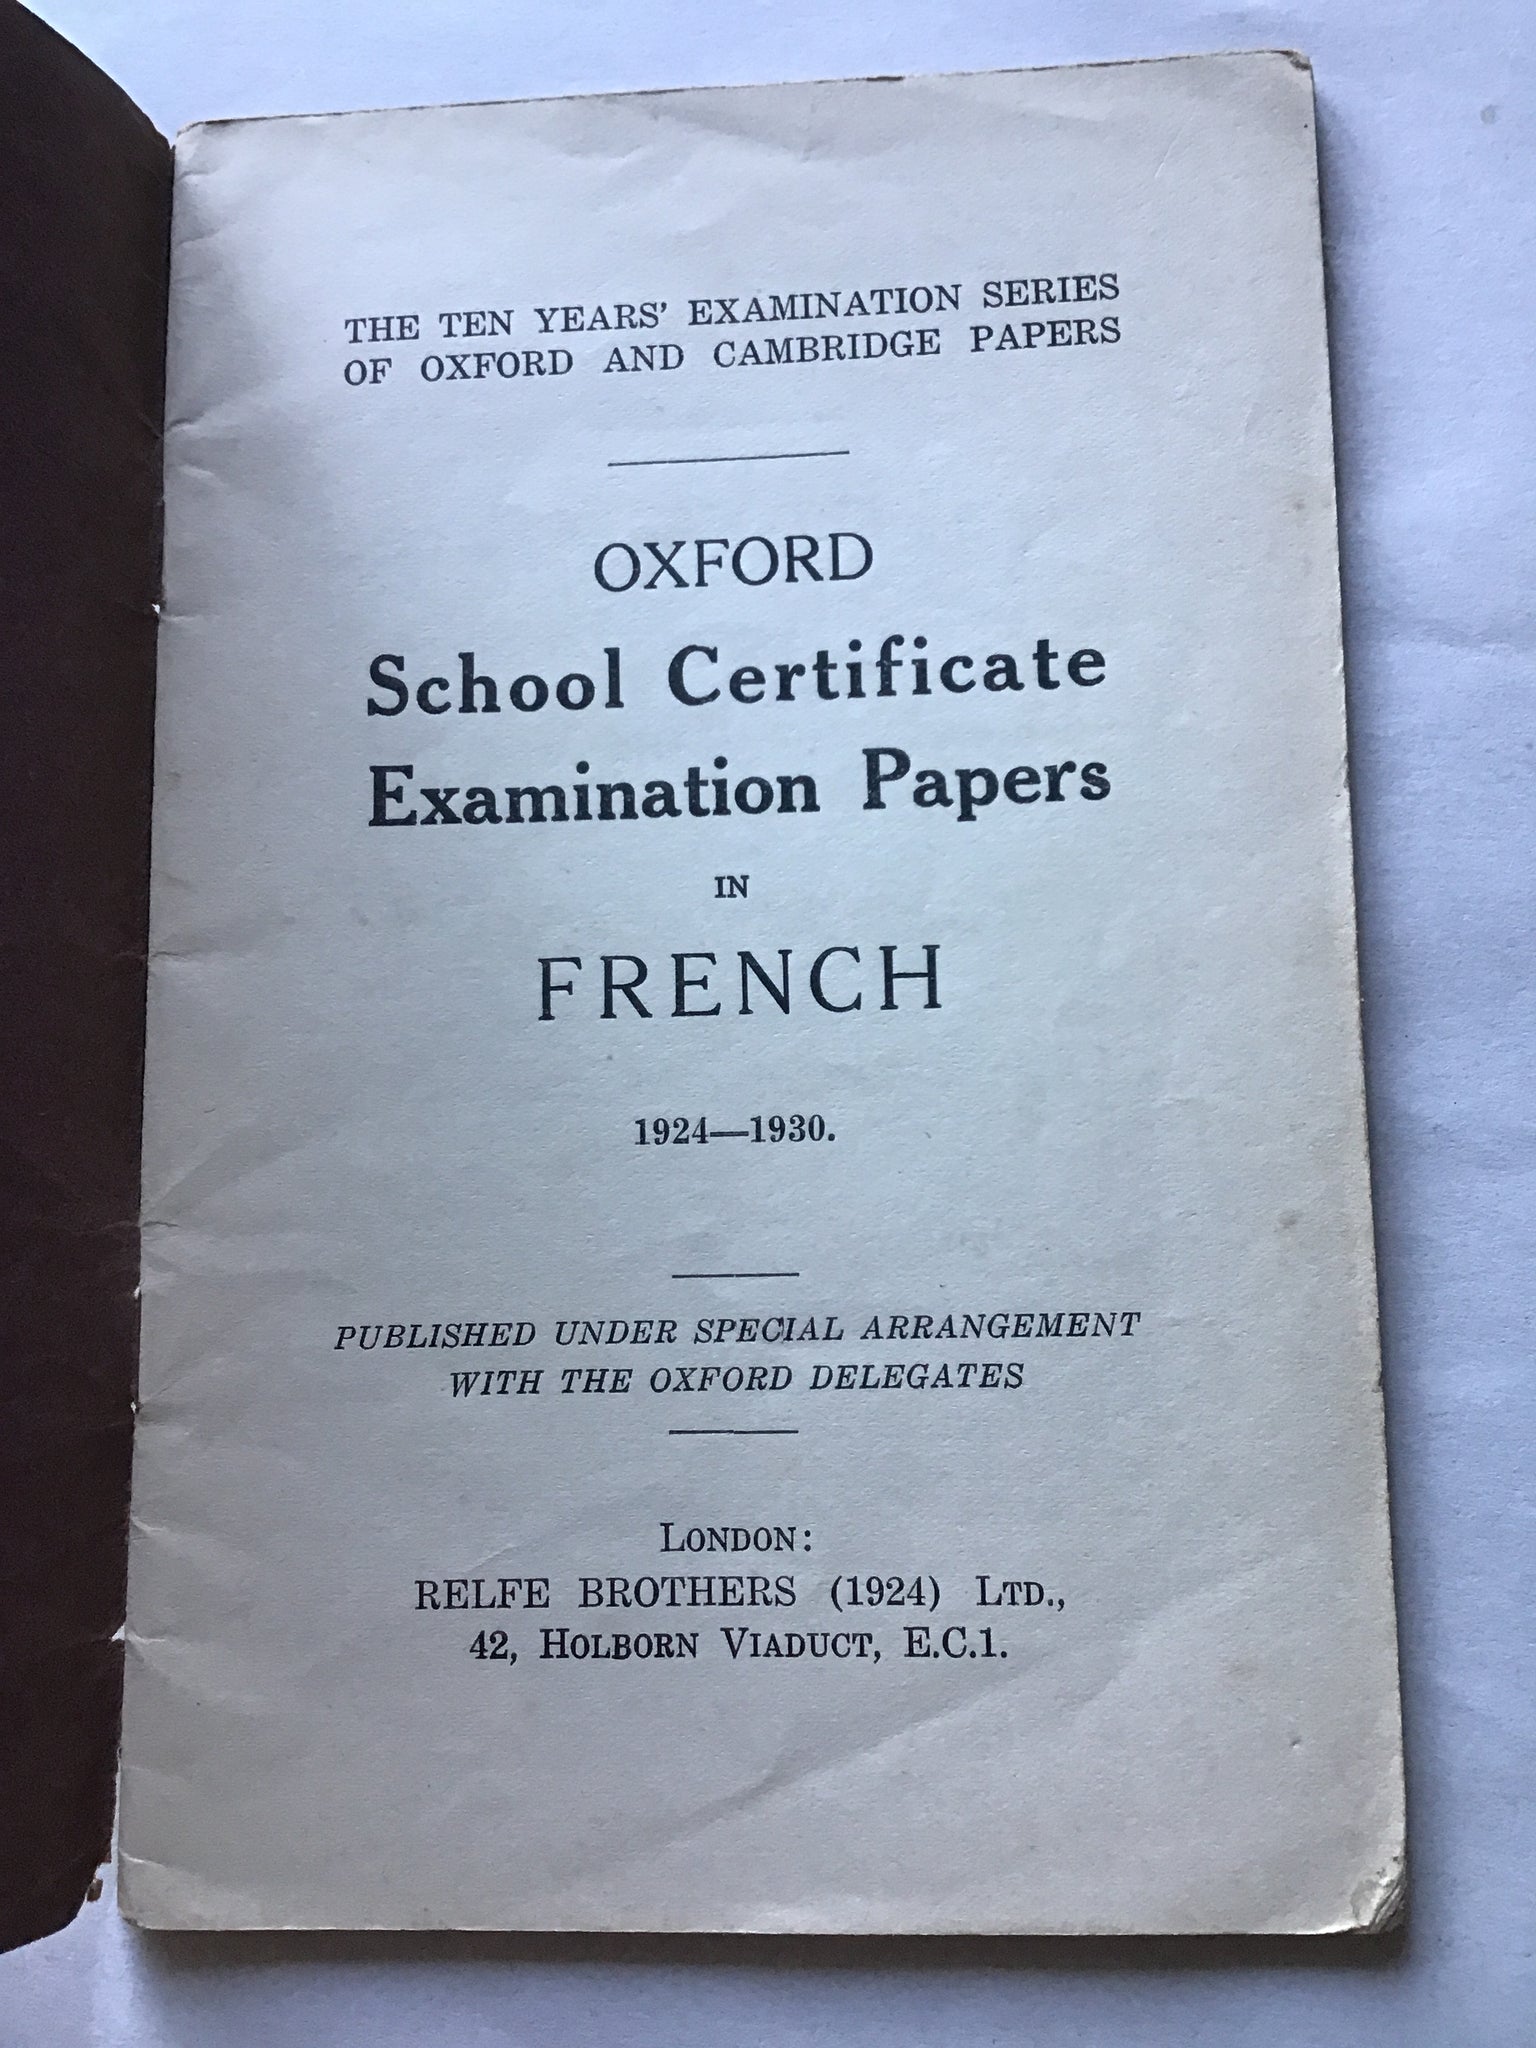 THE TEN YEARS' EXAMINATION SERIES
OF OXFORD AND CAMBRIDGE PAPERS
OXFORD
School Certificate
Examination Papers
IN
FRENCH
1924—1930.
PUBLISHED UNDER SPECIAL ARRANGEMENT
WITH THE OXFORD DELEGATES
LONDON:
RELFE BROTHERS (1924) LTD.,
42, HOLBORN VIADUCT, E.C.1.